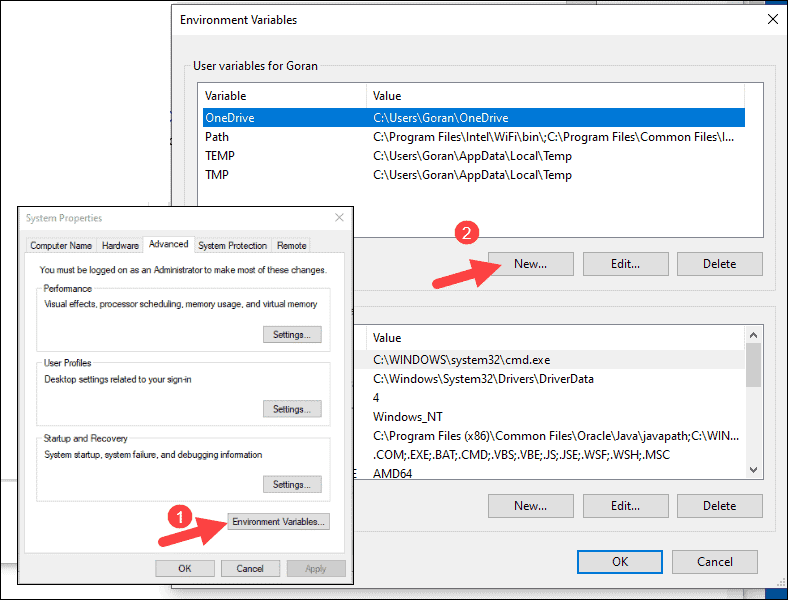 Environment Variables
User variables for Goran
Variable Value
OneDrive C:\Users\Goran\OneDrive
Path C:\Program Files\Intel\WiFi\bin\;C:\Program Files\Common Files\I...
TEMP C:\Users\Goran\AppData\Local\Temp
TMP C:\Users\Goran\AppData\Local\Temp
2
New... Edit... Delete
System Properties
Computer Name Hardware Advanced System Protection Remote
You must be logged on as an Administrator to make most of these changes.
Performance
Visual effects, processor scheduling, memory usage, and virtual memory
Settings...
User Profiles
Desktop settings related to your sign-in
Settings...
Startup and Recovery
System startup, system failure, and debugging information
Settings...
1
Environment Variables...
OK Cancel Apply
Value
C:\WINDOWS\system32\cmd.exe
C:\Windows\System32\Drivers\DriverData
4
Windows_NT
C:\Program Files (x86)\Common Files\Oracle\Java\javapath;C:\WIN...
.COM;.EXE;.BAT;.CMD;.VBS;.VBE;.JS;.JSE;.WSF;.WSH;.MSC
AMD64
New... Edit... Delete
OK Cancel